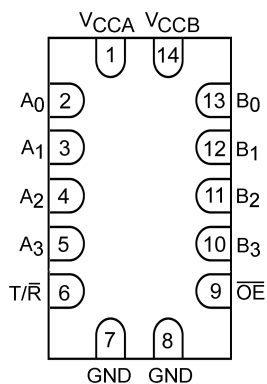 VCCA VCCB
1 14
A0 2 13 B0
A1 3 12 B1
A2 4 11 B2
A3 5 10 B3
T/R̅ 6 9 O̅E̅
7 8
GND GND